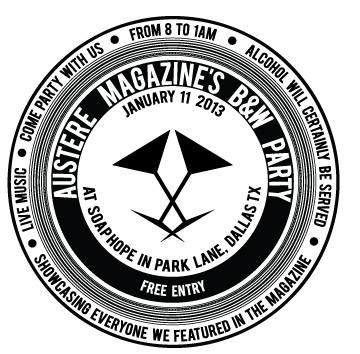 COME PARTY WITH US • FROM 8 TO 1AM • ALCOHOL WILL CERTAINLY BE SERVED • SHOWCASING EVERYONE WE FEATURED IN THE MAGAZINE • LIVE MUSIC •
AUSTERE MAGAZINE'S B&W PARTY
JANUARY 11 2013
AT SOAPHOPE IN PARK LANE, DALLAS TX
FREE ENTRY